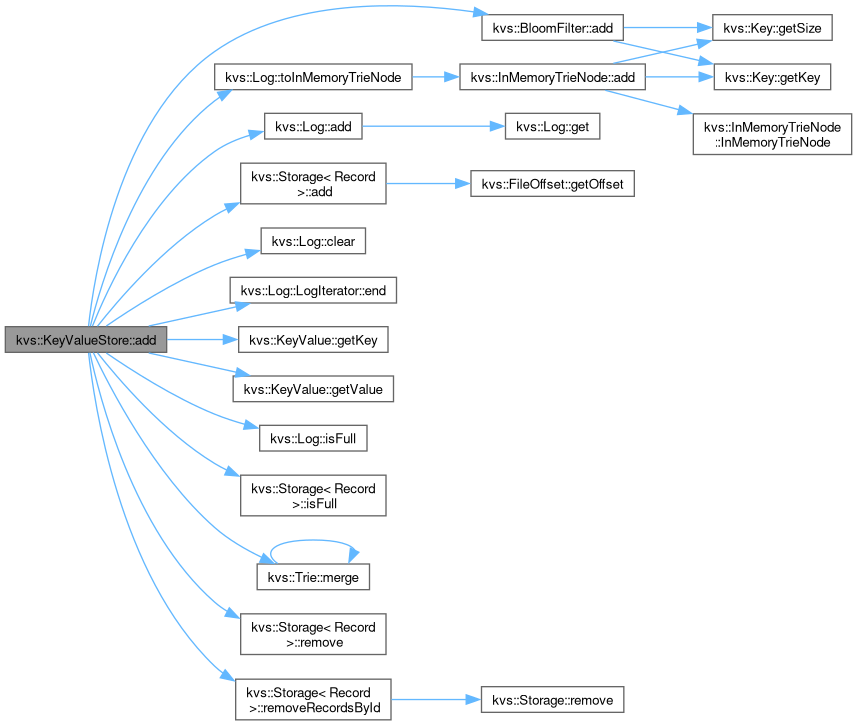 kvs::BloomFilter::add
kvs::Key::getSize
kvs::Log::toInMemoryTrieNode
kvs::InMemoryTrieNode::add
kvs::Key::getKey
kvs::Log::add
kvs::Log::get
kvs::InMemoryTrieNode
::InMemoryTrieNode
kvs::Storage< Record
>::add
kvs::FileOffset::getOffset
kvs::Log::clear
kvs::Log::LogIterator::end
kvs::KeyValueStore::add
kvs::KeyValue::getKey
kvs::KeyValue::getValue
kvs::Log::isFull
kvs::Storage< Record
>::isFull
kvs::Trie::merge
kvs::Storage< Record
>::remove
kvs::Storage< Record
>::removeRecordsById
kvs::Storage::remove